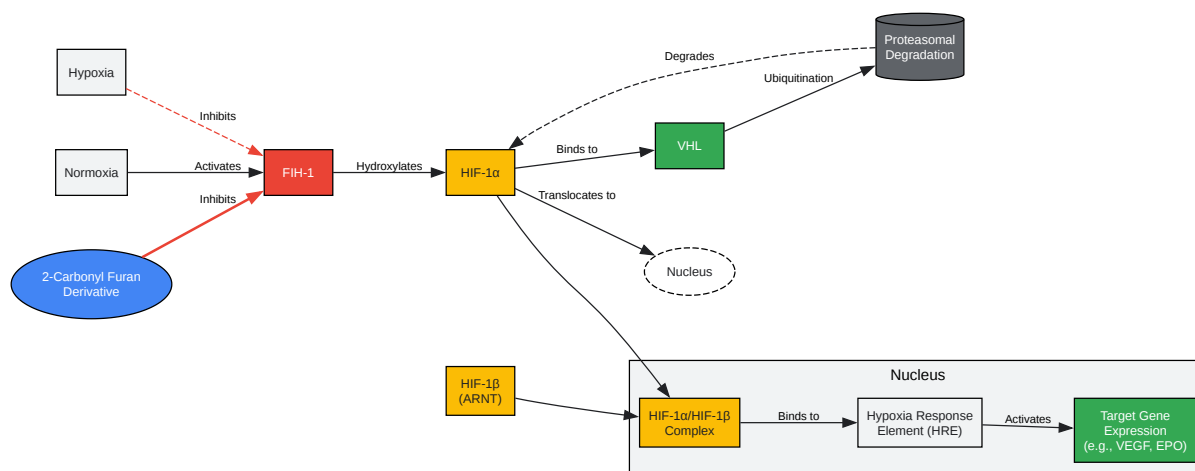 Hypoxia
Inhibits
Normoxia
Activates
Inhibits
2-Carbonyl Furan
Derivative
FIH-1
Hydroxylates
HIF-1α
Degrades
Binds to
Translocates to
VHL
Ubiquitination
Proteasomal
Degradation
Nucleus
HIF-1β
(ARNT)
Nucleus
HIF-1α/HIF-1β
Complex
Binds to
Hypoxia Response
Element (HRE)
Activates
Target Gene
Expression
(e.g., VEGF, EPO)